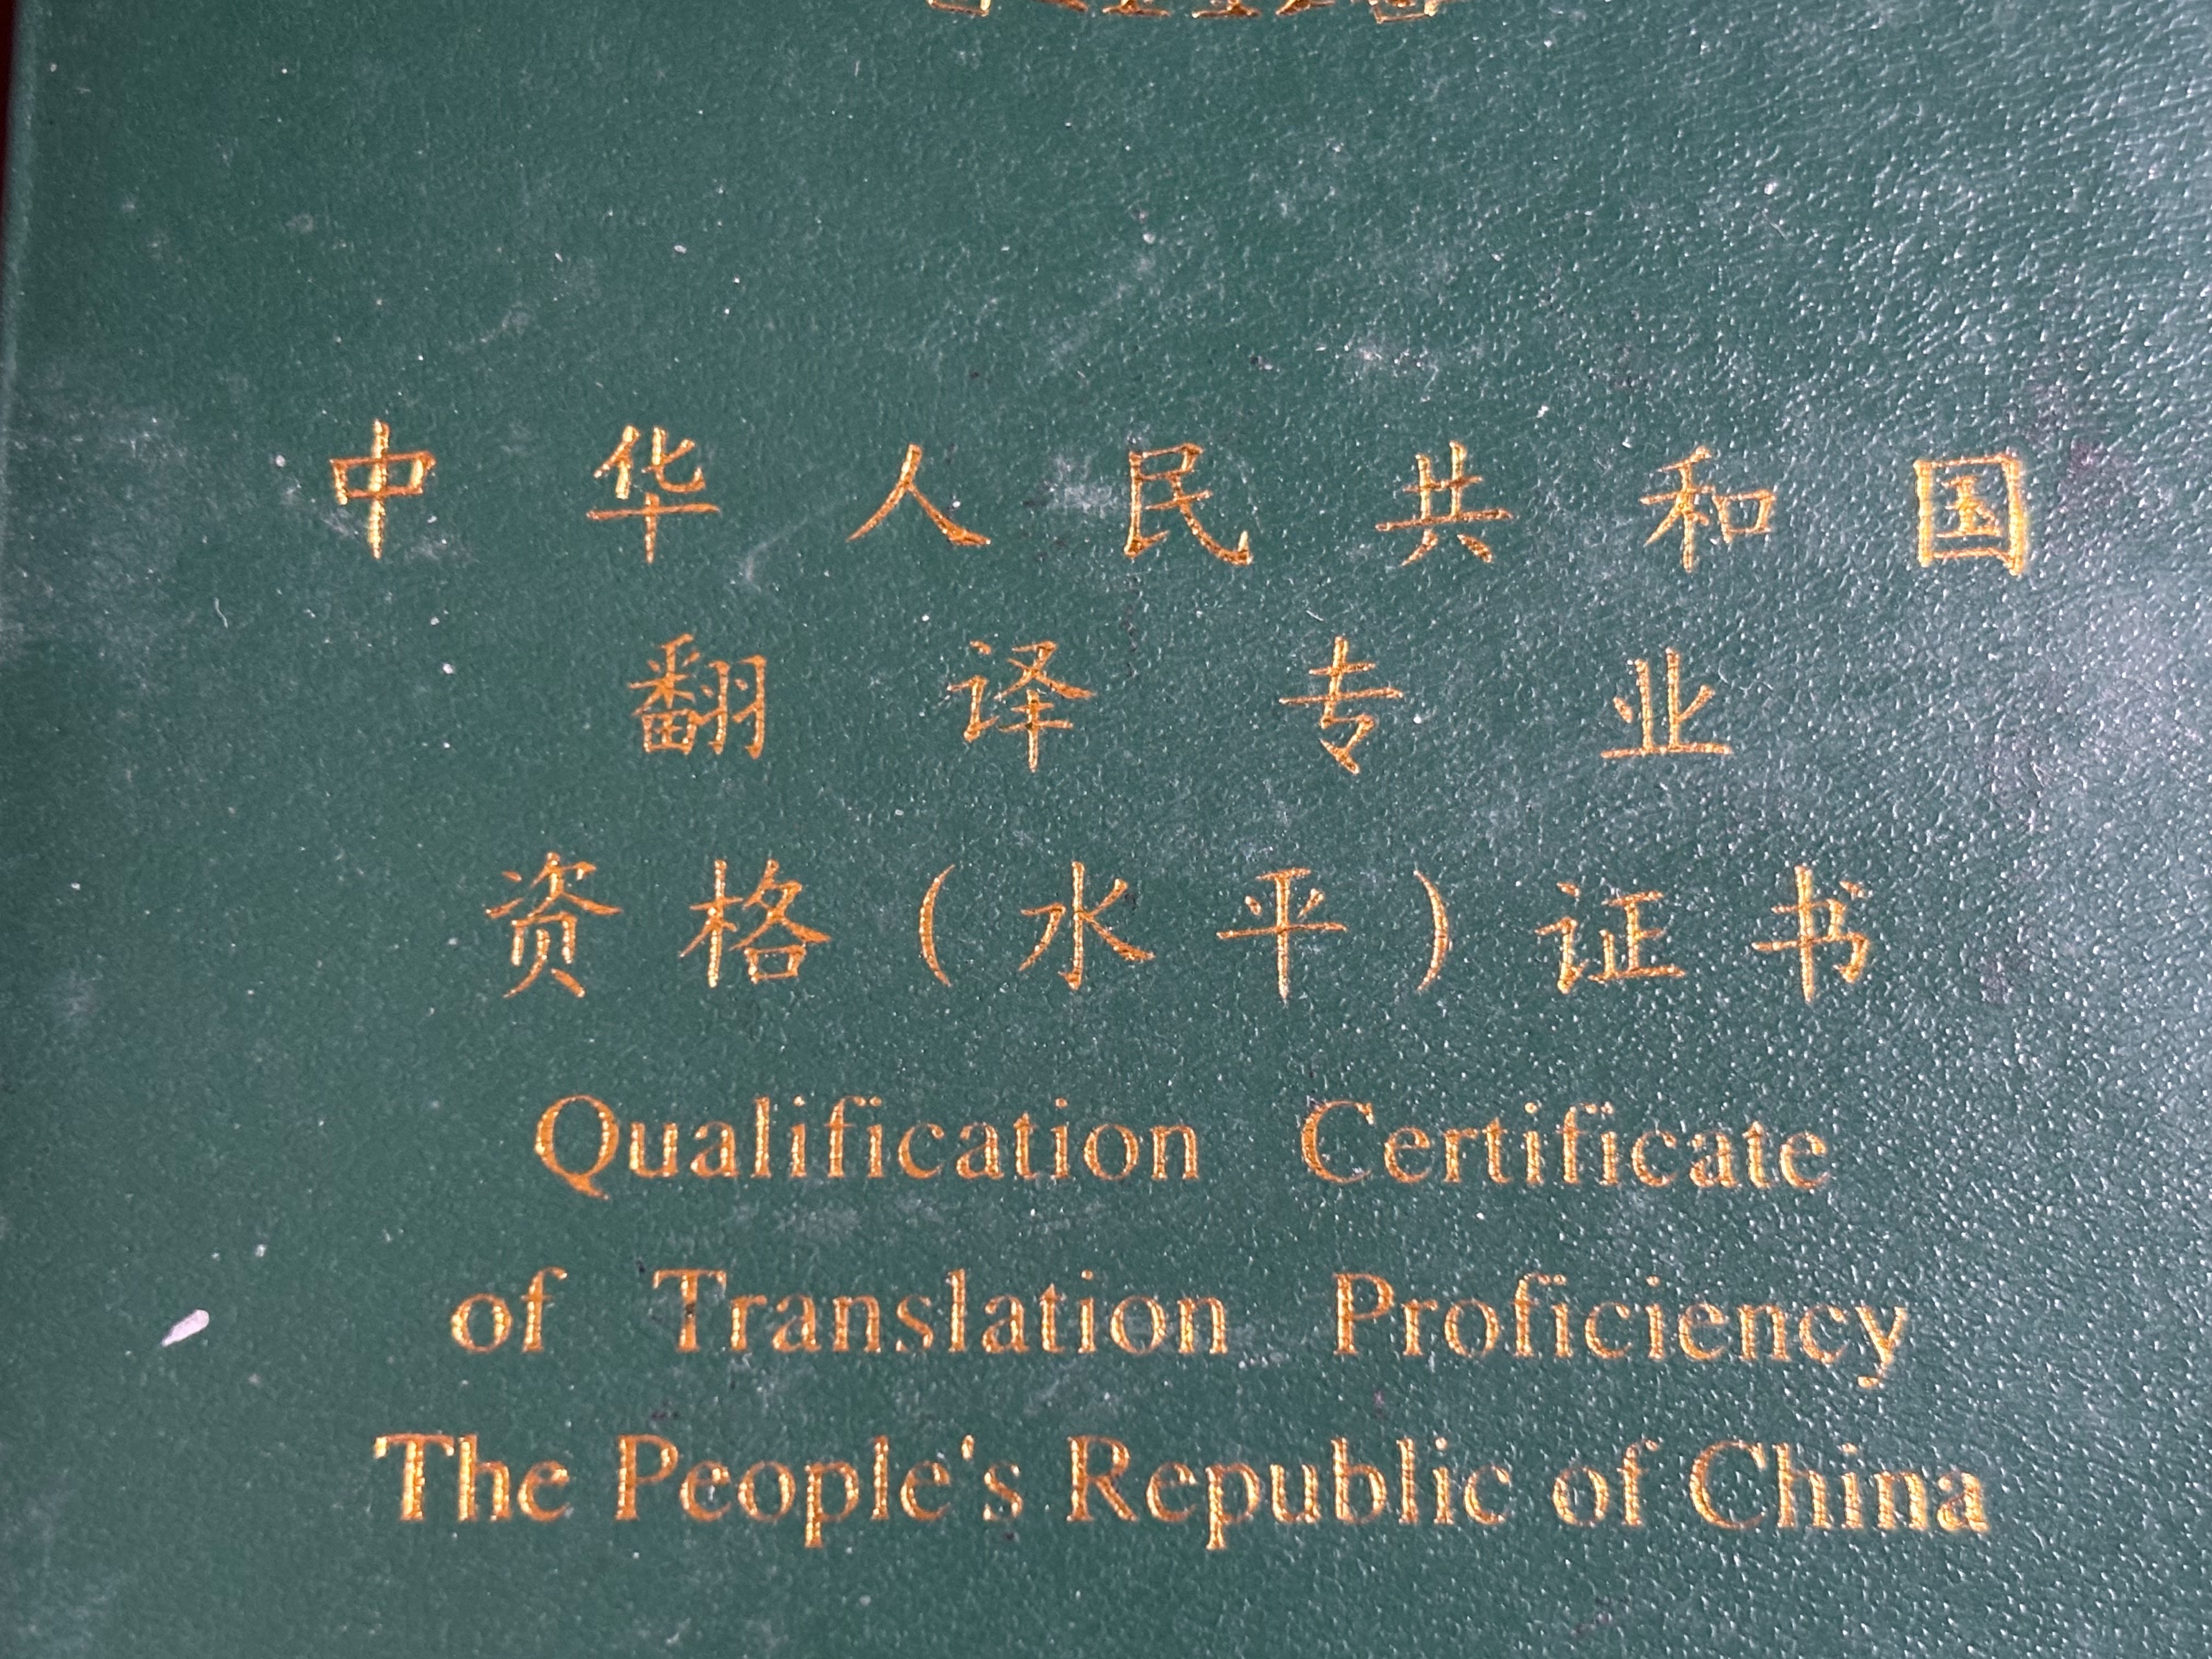 中华人民共和国
翻译专业
资格（水平）证书
Qualification Certificate
of Translation Proficiency
The People's Republic of China